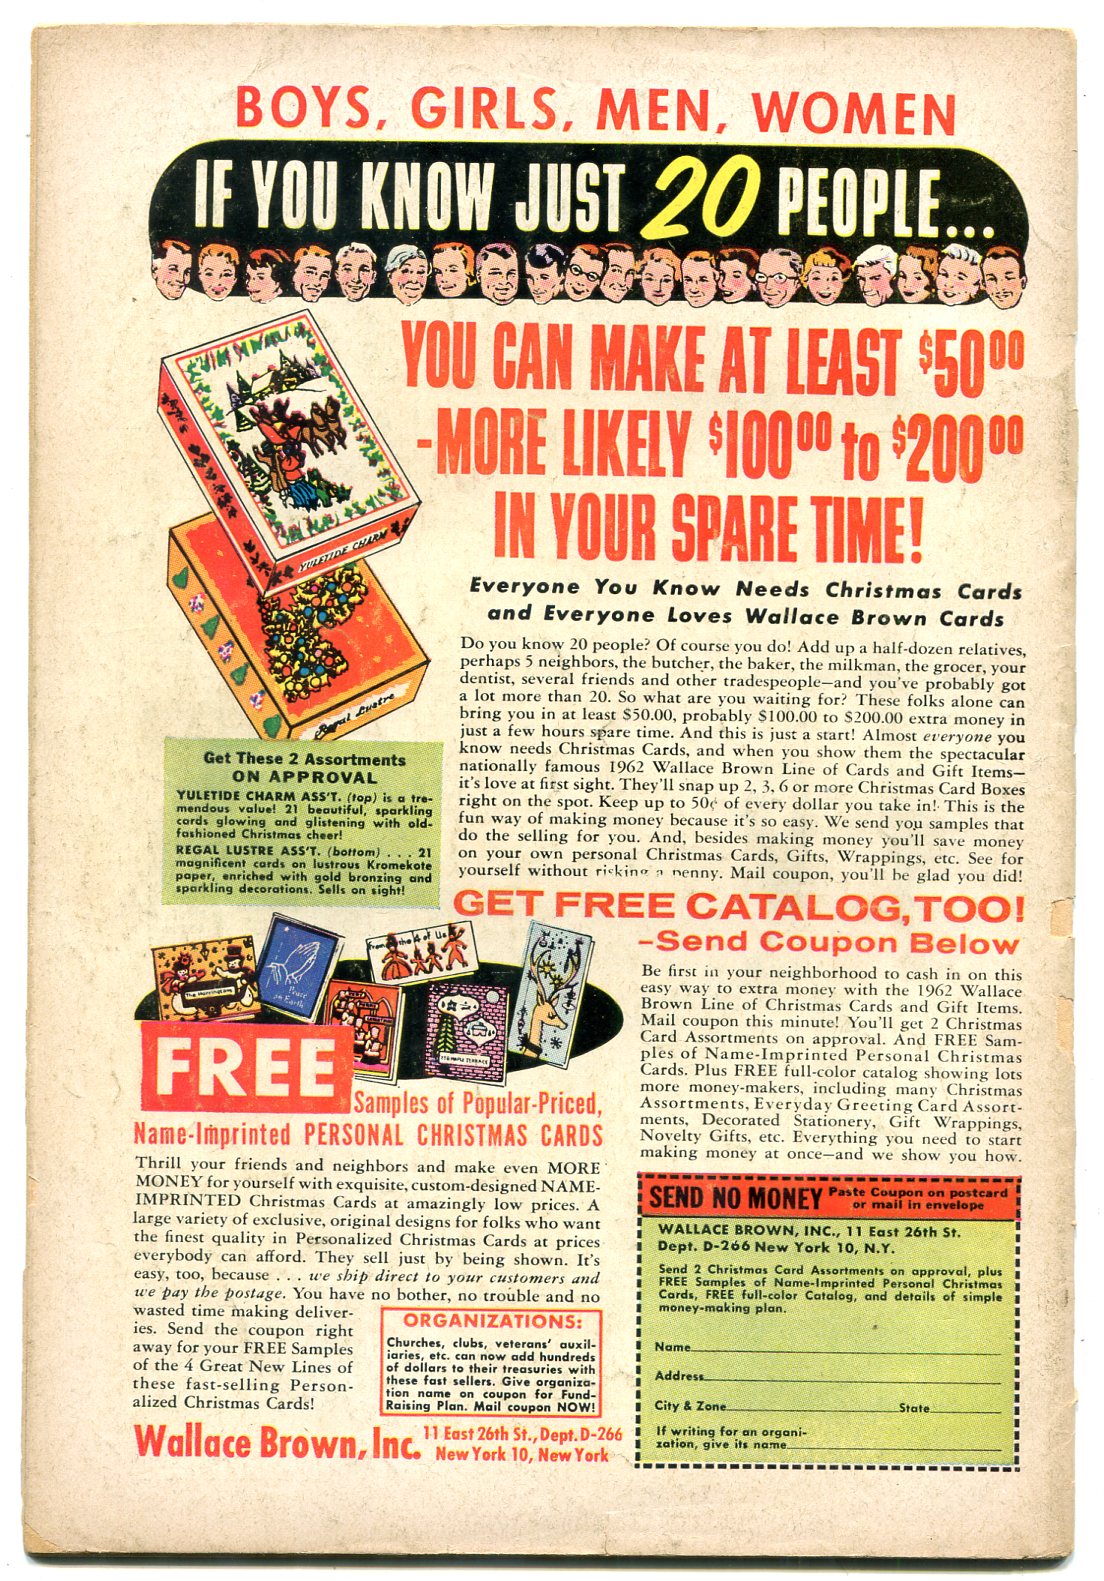 BOYS, GIRLS, MEN, WOMEN
IF YOU KNOW JUST 20 PEOPLE...
YOU CAN MAKE AT LEAST $50⁰⁰
-MORE LIKELY $100⁰⁰ to $200⁰⁰
IN YOUR SPARE TIME!
YULETIDE CHARM
Regal Lustre
Everyone You Know Needs Christmas Cards
and Everyone Loves Wallace Brown Cards
Do you know 20 people? Of course you do! Add up a half-dozen relatives,
perhaps 5 neighbors, the butcher, the baker, the milkman, the grocer, your
dentist, several friends and other tradespeople—and you've probably got
a lot more than 20. So what are you waiting for? These folks alone can
bring you in at least $50.00, probably $100.00 to $200.00 extra money in
just a few hours spare time. And this is just a start! Almost everyone you
know needs Christmas Cards, and when you show them the spectacular
nationally famous 1962 Wallace Brown Line of Cards and Gift Items—
it's love at first sight. They'll snap up 2, 3, 6 or more Christmas Card Boxes
right on the spot. Keep up to 50¢ of every dollar you take in! This is the
fun way of making money because it's so easy. We send you samples that
do the selling for you. And, besides making money you'll save money
on your own personal Christmas Cards, Gifts, Wrappings, etc. See for
yourself without risking a penny. Mail coupon, you'll be glad you did!
Get These 2 Assortments
ON APPROVAL
YULETIDE CHARM ASS'T. (top) is a tre-
mendous value! 21 beautiful, sparkling
cards glowing and glistening with old-
fashioned Christmas cheer!
REGAL LUSTRE ASS'T. (bottom) . . . 21
magnificent cards on lustrous Kromekote
paper, enriched with gold bronzing and
sparkling decorations. Sells on sight!
GET FREE CATALOG, TOO!
—Send Coupon Below
Be first in your neighborhood to cash in on this
easy way to extra money with the 1962 Wallace
Brown Line of Christmas Cards and Gift Items.
Mail coupon this minute! You'll get 2 Christmas
Card Assortments on approval. And FREE Sam-
ples of Name-Imprinted Personal Christmas
Cards. Plus FREE full-color catalog showing lots
more money-makers, including many Christmas
Assortments, Everyday Greeting Card Assort-
ments, Decorated Stationery, Gift Wrappings,
Novelty Gifts, etc. Everything you need to start
making money at once—and we show you how.
The Harringtons
Peace on Earth
From the 4 of Us
116 MAPLE TERRACE
FREE
Samples of Popular-Priced,
Name-Imprinted PERSONAL CHRISTMAS CARDS
Thrill your friends and neighbors and make even MORE
MONEY for yourself with exquisite, custom-designed NAME-
IMPRINTED Christmas Cards at amazingly low prices. A
large variety of exclusive, original designs for folks who want
the finest quality in Personalized Christmas Cards at prices
everybody can afford. They sell just by being shown. It's
easy, too, because . . . we ship direct to your customers and
we pay the postage. You have no bother, no trouble and no
wasted time making deliver-
ies. Send the coupon right
away for your FREE Samples
of the 4 Great New Lines of
these fast-selling Person-
alized Christmas Cards!
ORGANIZATIONS:
Churches, clubs, veterans' auxil-
iaries, etc. can now add hundreds
of dollars to their treasuries with
these fast sellers. Give organiza-
tion name on coupon for Fund-
Raising Plan. Mail coupon NOW!
Wallace Brown, Inc. 11 East 26th St., Dept. D-266
New York 10, New York
SEND NO MONEY Paste Coupon on postcard
or mail in envelope
WALLACE BROWN, INC., 11 East 26th St.
Dept. D-266 New York 10, N.Y.
Send 2 Christmas Card Assortments on approval, plus
FREE Samples of Name-Imprinted Personal Christmas
Cards, FREE full-color Catalog, and details of simple
money-making plan.
Name
Address
City & Zone State
If writing for an organi-
zation, give its name